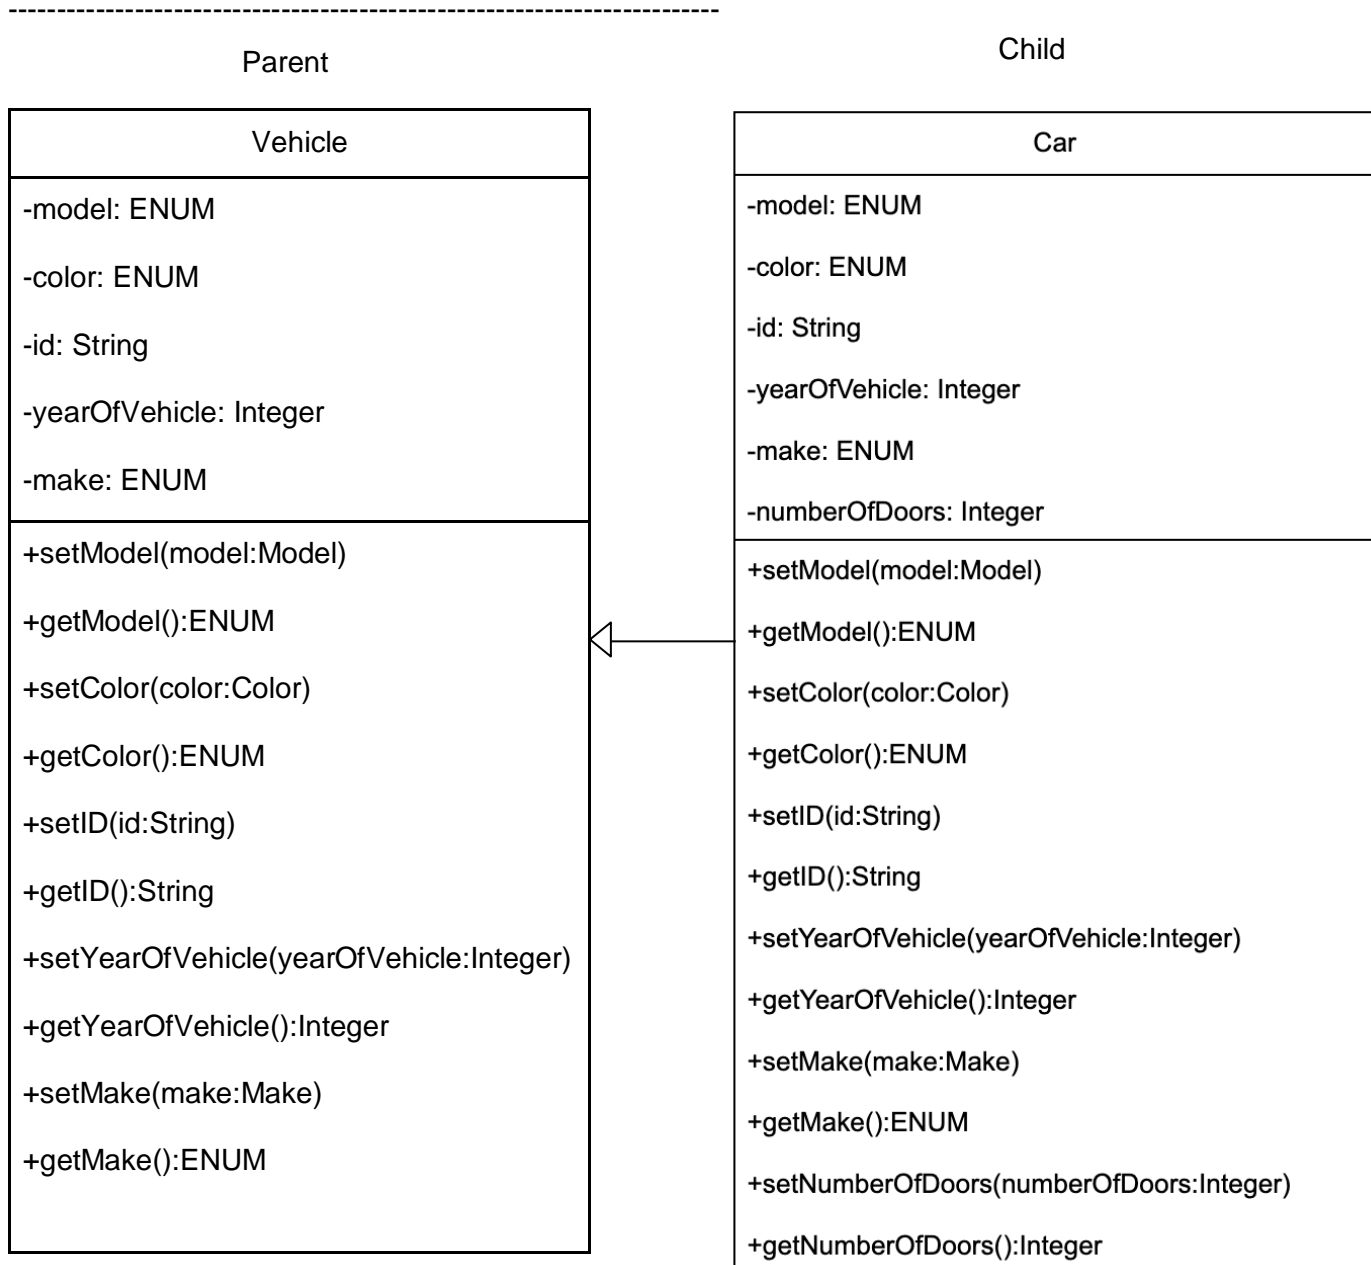 -------------------------------------------------------------------------
Parent
Child
Vehicle
-model: ENUM
-color: ENUM
-id: String
-yearOfVehicle: Integer
-make: ENUM
+setModel(model:Model)
+getModel():ENUM
+setColor(color:Color)
+getColor():ENUM
+setID(id:String)
+getID():String
+setYearOfVehicle(yearOfVehicle:Integer)
+getYearOfVehicle():Integer
+setMake(make:Make)
+getMake():ENUM
Car
-model: ENUM
-color: ENUM
-id: String
-yearOfVehicle: Integer
-make: ENUM
-numberOfDoors: Integer
+setModel(model:Model)
+getModel():ENUM
+setColor(color:Color)
+getColor():ENUM
+setID(id:String)
+getID():String
+setYearOfVehicle(yearOfVehicle:Integer)
+getYearOfVehicle():Integer
+setMake(make:Make)
+getMake():ENUM
+setNumberOfDoors(numberOfDoors:Integer)
+getNumberOfDoors():Integer